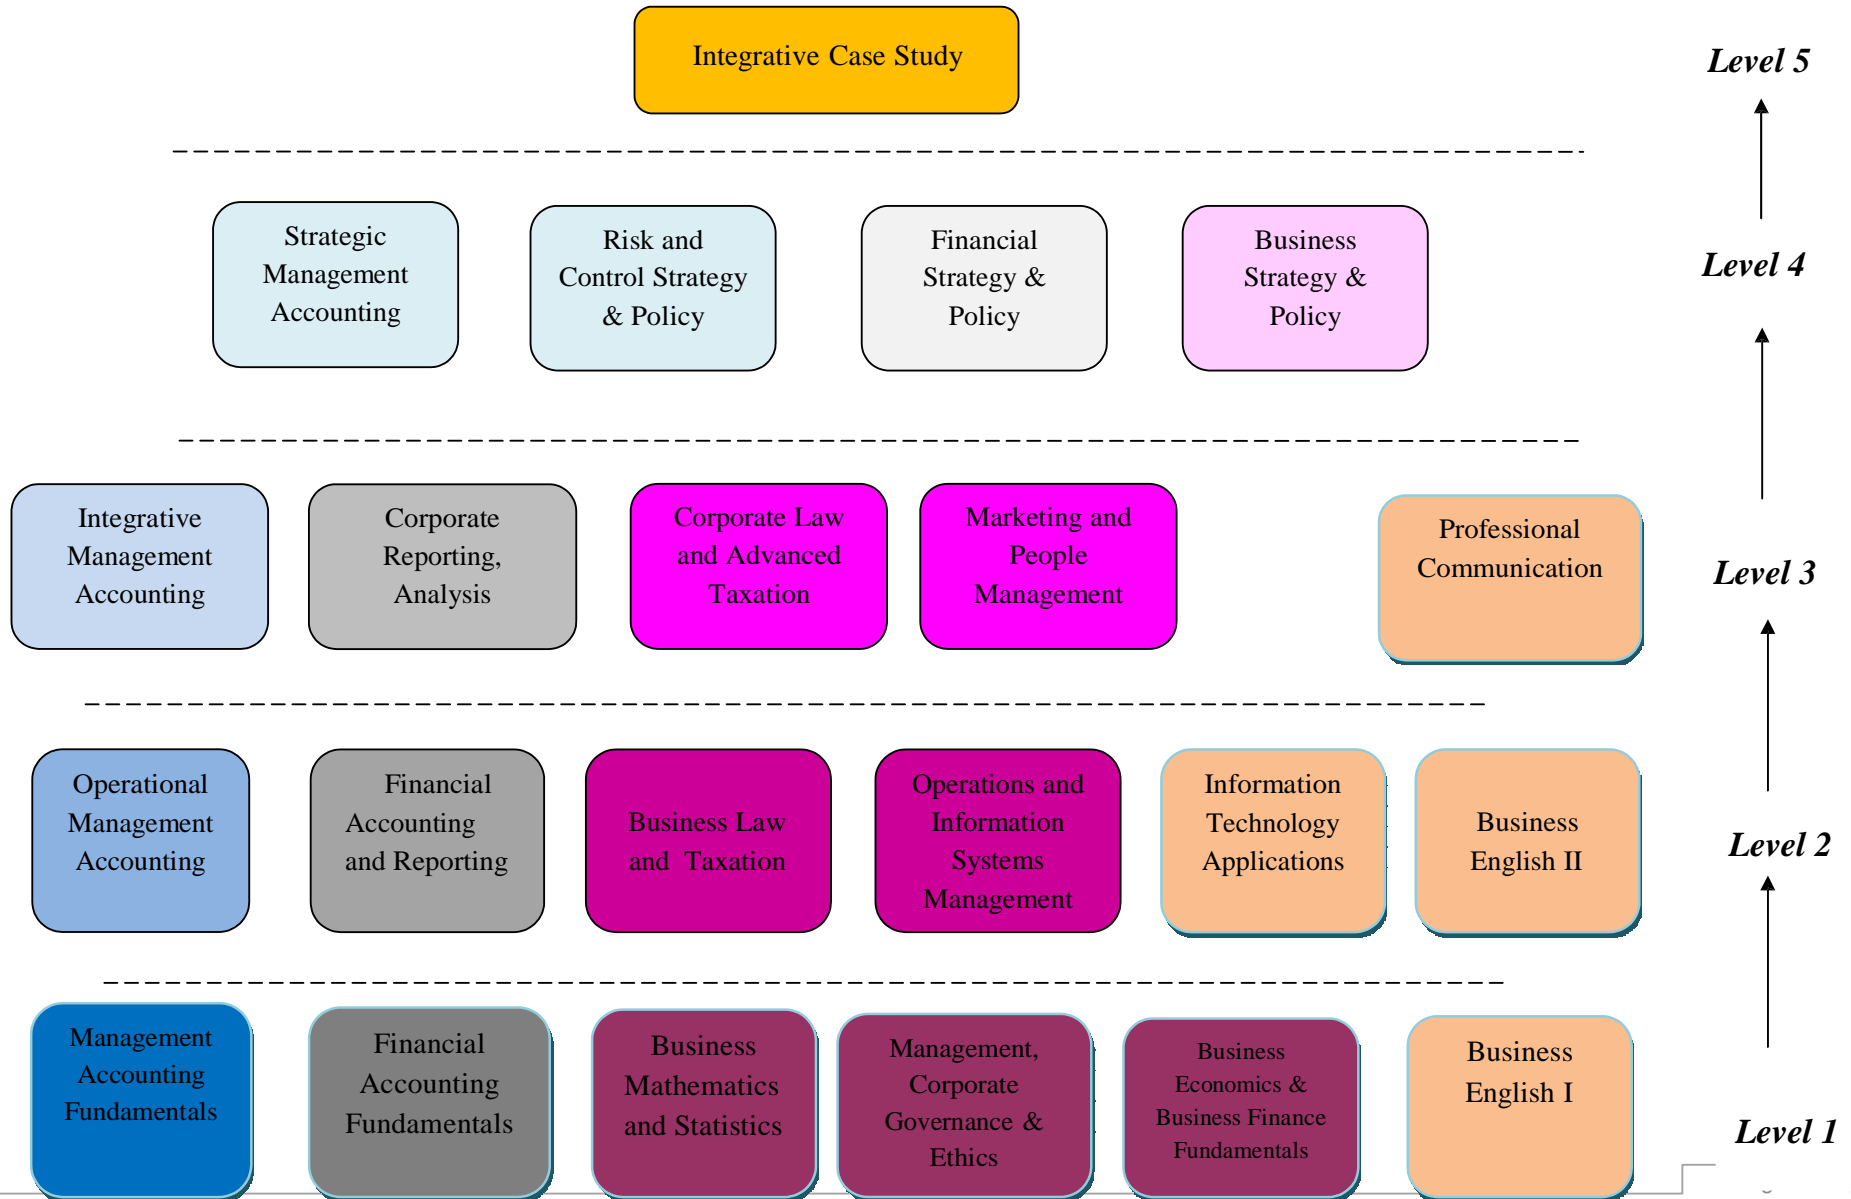 Integrative Case Study
Level 5
Strategic
Management
Accounting
Risk and
Control Strategy
& Policy
Financial
Strategy &
Policy
Business
Strategy &
Policy
Level 4
Integrative
Management
Accounting
Corporate
Reporting,
Analysis
Corporate Law
and Advanced
Taxation
Marketing and
People
Management
Professional
Communication
Level 3
Operational
Management
Accounting
Financial
Accounting
and Reporting
Business Law
and Taxation
Operations and
Information
Systems
Management
Information
Technology
Applications
Business
English II
Level 2
Management
Accounting
Fundamentals
Financial
Accounting
Fundamentals
Business
Mathematics
and Statistics
Management,
Corporate
Governance &
Ethics
Business
Economics &
Business Finance
Fundamentals
Business
English I
Level 1